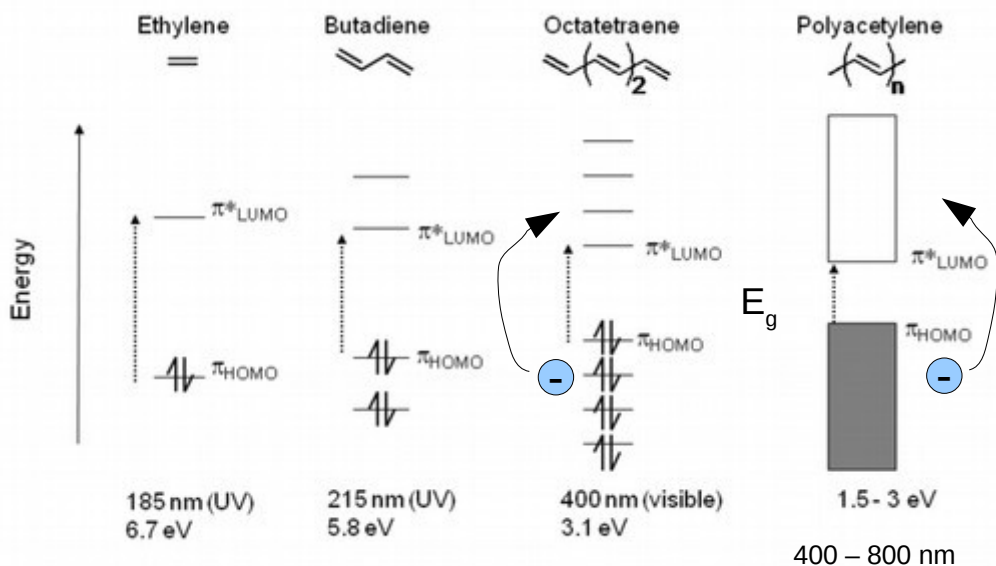 Ethylene
Butadiene
Octatetraene
Polyacetylene
2
n
Energy
π*LUMO
π*LUMO
π*LUMO
π*LUMO
Eg
πHOMO
πHOMO
πHOMO
πHOMO
-
-
185 nm (UV)
6.7 eV
215 nm (UV)
5.8 eV
400 nm (visible)
3.1 eV
1.5 - 3 eV
400 – 800 nm